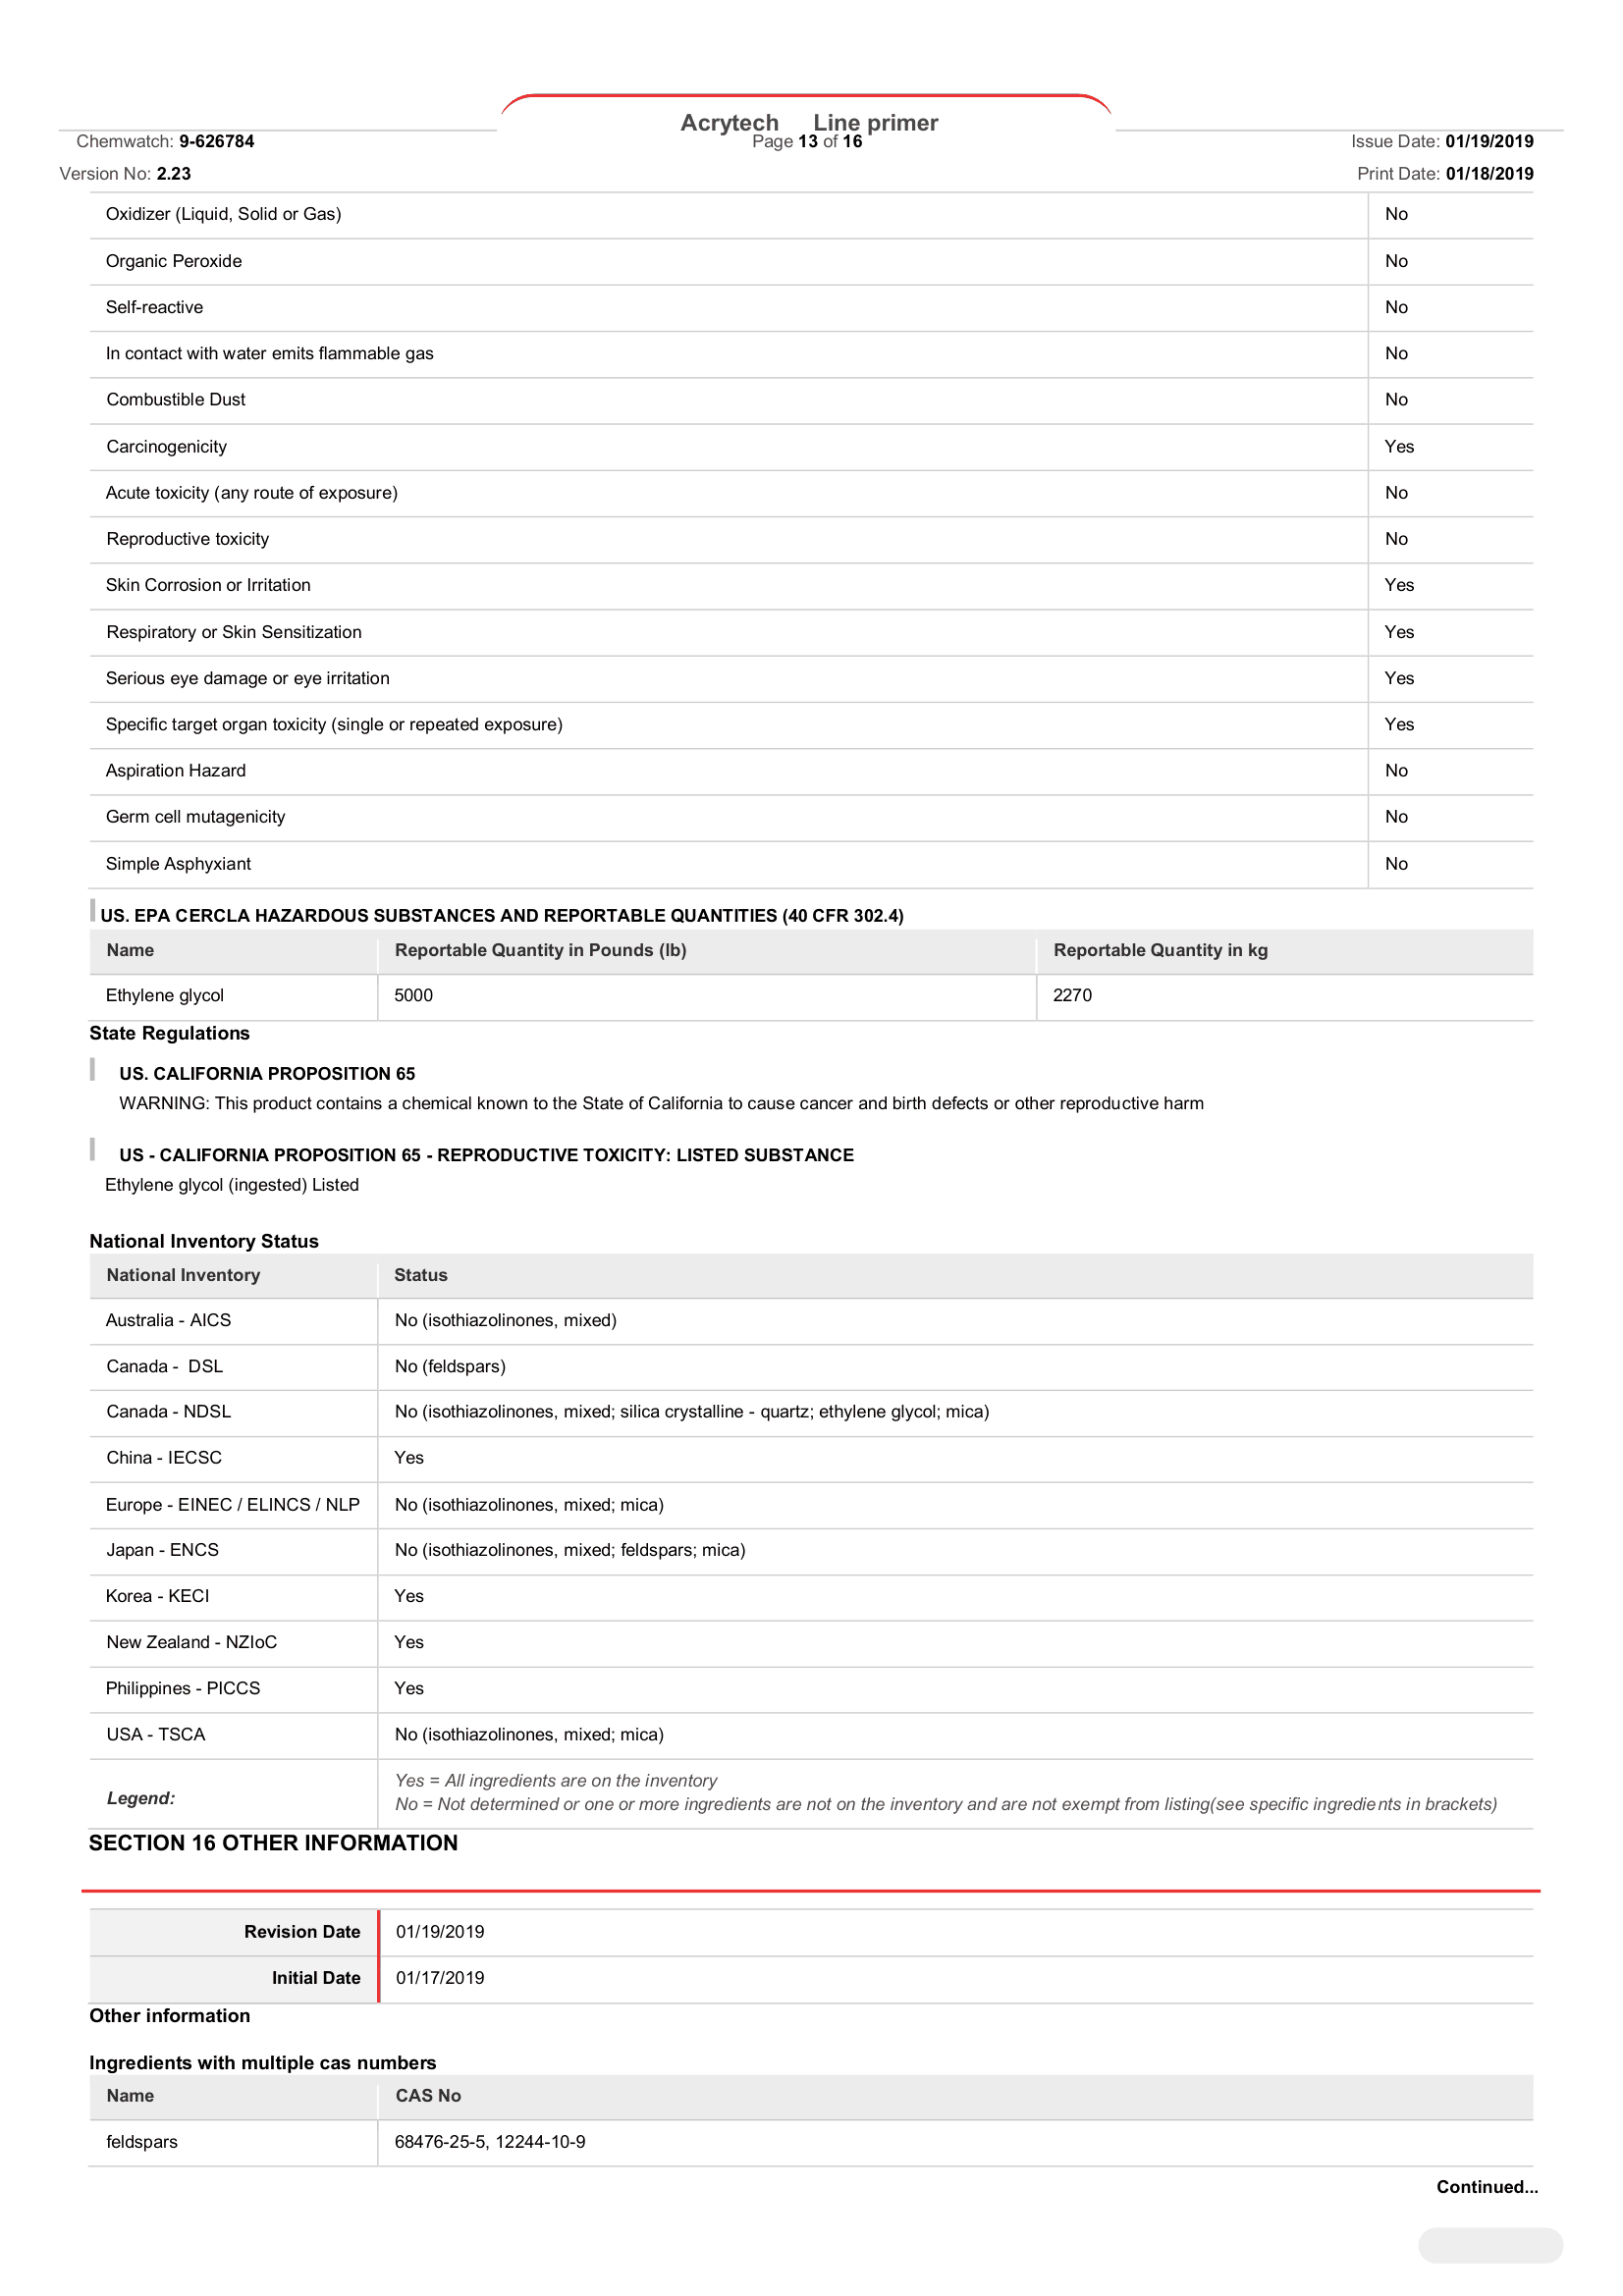 Acrytech Line primer
Chemwatch: 9-626784
Page 13 of 16
Issue Date: 01/19/2019
Version No: 2.23
Print Date: 01/18/2019
Oxidizer (Liquid, Solid or Gas) No
Organic Peroxide No
Self-reactive No
In contact with water emits flammable gas No
Combustible Dust No
Carcinogenicity Yes
Acute toxicity (any route of exposure) No
Reproductive toxicity No
Skin Corrosion or Irritation Yes
Respiratory or Skin Sensitization Yes
Serious eye damage or eye irritation Yes
Specific target organ toxicity (single or repeated exposure) Yes
Aspiration Hazard No
Germ cell mutagenicity No
Simple Asphyxiant No
US. EPA CERCLA HAZARDOUS SUBSTANCES AND REPORTABLE QUANTITIES (40 CFR 302.4)
Name Reportable Quantity in Pounds (lb) Reportable Quantity in kg
Ethylene glycol 5000 2270
State Regulations
US. CALIFORNIA PROPOSITION 65
WARNING: This product contains a chemical known to the State of California to cause cancer and birth defects or other reproductive harm
US - CALIFORNIA PROPOSITION 65 - REPRODUCTIVE TOXICITY: LISTED SUBSTANCE
Ethylene glycol (ingested) Listed
National Inventory Status
National Inventory Status
Australia - AICS No (isothiazolinones, mixed)
Canada - DSL No (feldspars)
Canada - NDSL No (isothiazolinones, mixed; silica crystalline - quartz; ethylene glycol; mica)
China - IECSC Yes
Europe - EINEC / ELINCS / NLP No (isothiazolinones, mixed; mica)
Japan - ENCS No (isothiazolinones, mixed; feldspars; mica)
Korea - KECI Yes
New Zealand - NZIoC Yes
Philippines - PICCS Yes
USA - TSCA No (isothiazolinones, mixed; mica)
Legend:
Yes = All ingredients are on the inventory
No = Not determined or one or more ingredients are not on the inventory and are not exempt from listing(see specific ingredients in brackets)
SECTION 16 OTHER INFORMATION
Revision Date 01/19/2019
Initial Date 01/17/2019
Other information
Ingredients with multiple cas numbers
Name CAS No
feldspars 68476-25-5, 12244-10-9
Continued...